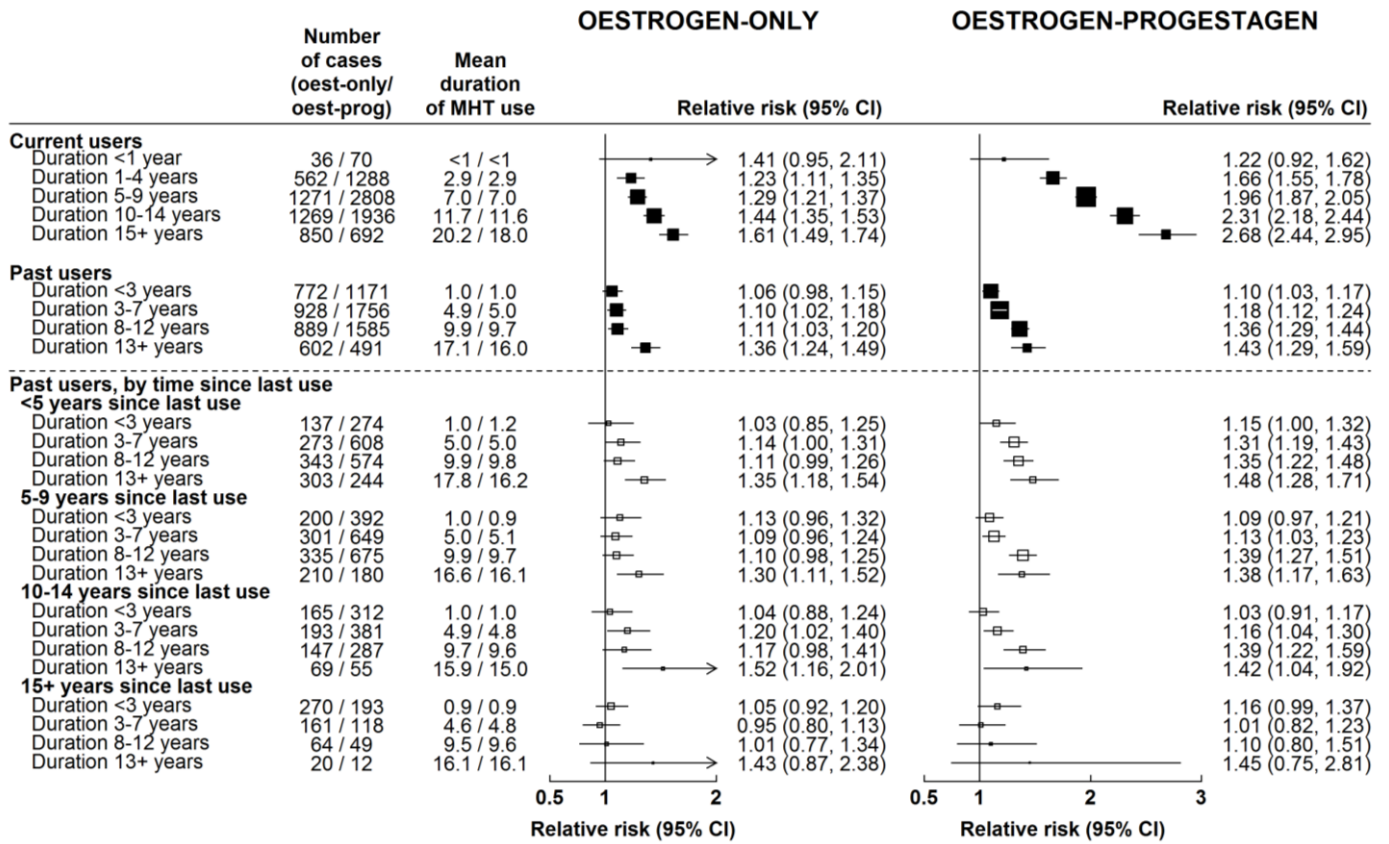 OESTROGEN-ONLY OESTROGEN-PROGESTAGEN
Number
of cases Mean
(oest-only/ duration
oest-prog) of MHT use Relative risk (95% CI) Relative risk (95% CI)
Current users
Duration <1 year 36 / 70 <1 / <1 1.41 (0.95, 2.11) 1.22 (0.92, 1.62)
Duration 1-4 years 562 / 1288 2.9 / 2.9 1.23 (1.11, 1.35) 1.66 (1.55, 1.78)
Duration 5-9 years 1271 / 2808 7.0 / 7.0 1.29 (1.21, 1.37) 1.96 (1.87, 2.05)
Duration 10-14 years 1269 / 1936 11.7 / 11.6 1.44 (1.35, 1.53) 2.31 (2.18, 2.44)
Duration 15+ years 850 / 692 20.2 / 18.0 1.61 (1.49, 1.74) 2.68 (2.44, 2.95)
Past users
Duration <3 years 772 / 1171 1.0 / 1.0 1.06 (0.98, 1.15) 1.10 (1.03, 1.17)
Duration 3-7 years 928 / 1756 4.9 / 5.0 1.10 (1.02, 1.18) 1.18 (1.12, 1.24)
Duration 8-12 years 889 / 1585 9.9 / 9.7 1.11 (1.03, 1.20) 1.36 (1.29, 1.44)
Duration 13+ years 602 / 491 17.1 / 16.0 1.36 (1.24, 1.49) 1.43 (1.29, 1.59)
Past users, by time since last use
<5 years since last use
Duration <3 years 137 / 274 1.0 / 1.2 1.03 (0.85, 1.25) 1.15 (1.00, 1.32)
Duration 3-7 years 273 / 608 5.0 / 5.0 1.14 (1.00, 1.31) 1.31 (1.19, 1.43)
Duration 8-12 years 343 / 574 9.9 / 9.8 1.11 (0.99, 1.26) 1.35 (1.22, 1.48)
Duration 13+ years 303 / 244 17.8 / 16.2 1.35 (1.18, 1.54) 1.48 (1.28, 1.71)
5-9 years since last use
Duration <3 years 200 / 392 1.0 / 0.9 1.13 (0.96, 1.32) 1.09 (0.97, 1.21)
Duration 3-7 years 301 / 649 5.0 / 5.1 1.09 (0.96, 1.24) 1.13 (1.03, 1.23)
Duration 8-12 years 335 / 675 9.9 / 9.7 1.10 (0.98, 1.25) 1.39 (1.27, 1.51)
Duration 13+ years 210 / 180 16.6 / 16.1 1.30 (1.11, 1.52) 1.38 (1.17, 1.63)
10-14 years since last use
Duration <3 years 165 / 312 1.0 / 1.0 1.04 (0.88, 1.24) 1.03 (0.91, 1.17)
Duration 3-7 years 193 / 381 4.9 / 4.8 1.20 (1.02, 1.40) 1.16 (1.04, 1.30)
Duration 8-12 years 147 / 287 9.7 / 9.6 1.17 (0.98, 1.41) 1.39 (1.22, 1.59)
Duration 13+ years 69 / 55 15.9 / 15.0 1.52 (1.16, 2.01) 1.42 (1.04, 1.92)
15+ years since last use
Duration <3 years 270 / 193 0.9 / 0.9 1.05 (0.92, 1.20) 1.16 (0.99, 1.37)
Duration 3-7 years 161 / 118 4.6 / 4.8 0.95 (0.80, 1.13) 1.01 (0.82, 1.23)
Duration 8-12 years 64 / 49 9.5 / 9.6 1.01 (0.77, 1.34) 1.10 (0.80, 1.51)
Duration 13+ years 20 / 12 16.1 / 16.1 1.43 (0.87, 2.38) 1.45 (0.75, 2.81)
0.5 1 2 0.5 1 2 3
Relative risk (95% CI) Relative risk (95% CI)